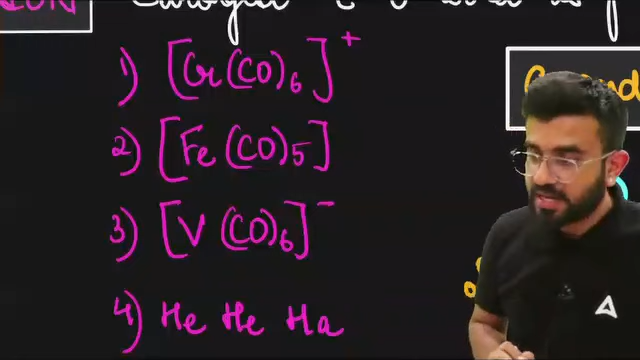 1) [Cr(CO)6]+
2) [Fe(CO)5]
3) [V(CO)6]-
4) He He Ha